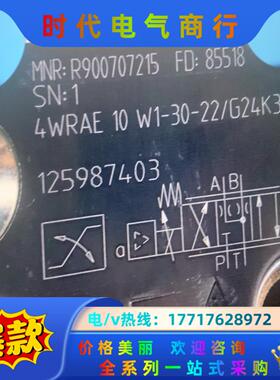 时代电气商行
MNR: R900707215 FD: 85518
SN: 1
4WRAE 10 W1-30-22/G24K3
125987403
A B
a
T
P T
爆款
电/v热线: 17717628972
价格美丽 欢迎咨询
全系列一站式采购